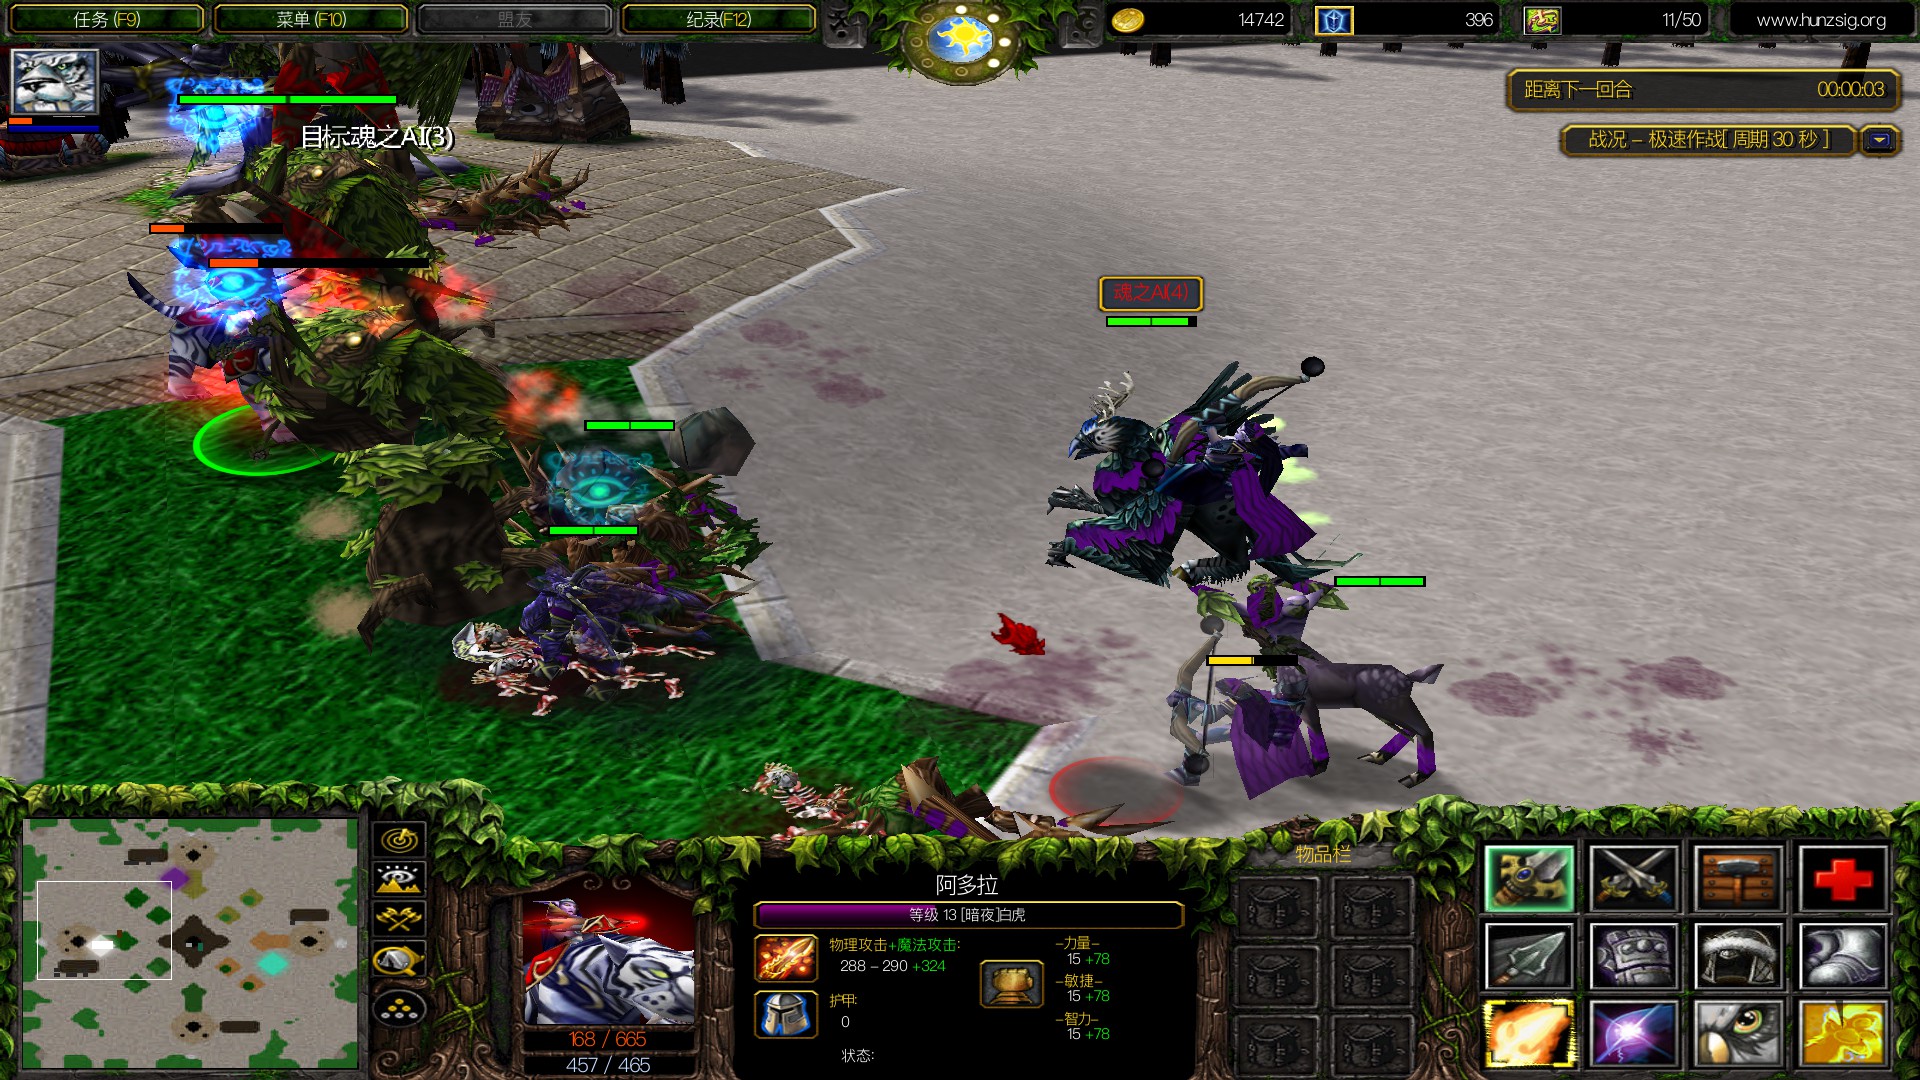 任务 (F9)
菜单 (F10)
盟友
纪录(F12)
14742
396
11/50
www.hunzsig.org
距离下一回合
00:00:03
战况 – 极速作战[ 周期 30 秒 ]
目标:魂之AI(3)
魂之AI(4)
阿多拉
等级 13 [暗夜]白虎
物理攻击+魔法攻击:
288 – 290 +324
护甲:
0
状态:
–力量–
15 +78
–敏捷–
15 +78
–智力–
15 +78
168 / 665
457 / 465
物品栏